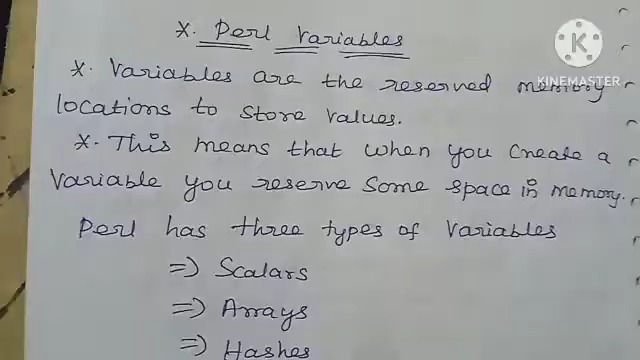 *. Perl Variables
*. Variables are the reserved memory
locations to store values.
*. This means that when you create a
Variable you reserve some space in memory.
Perl has three types of Variables
=> Scalars
=> Arrays
=> Hashes
K
KINEMASTER